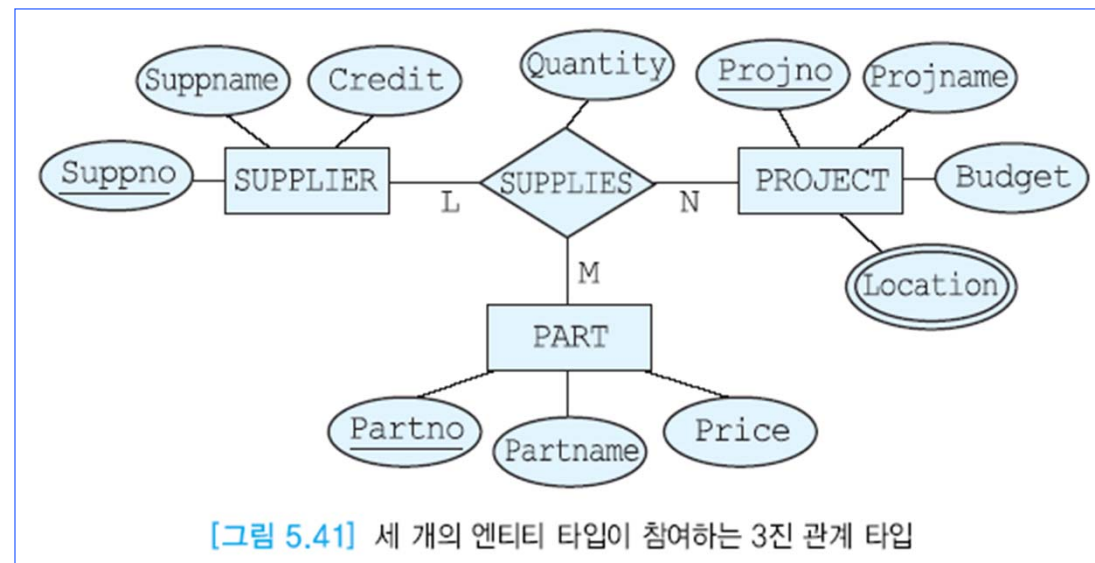 Quantity
Suppname
Credit
Projno
Projname
Suppno
SUPPLIER
SUPPLIES
PROJECT
Budget
L
N
Location
M
PART
Partno
Partname
Price
[그림 5.41] 세 개의 엔티티 타입이 참여하는 3진 관계 타입